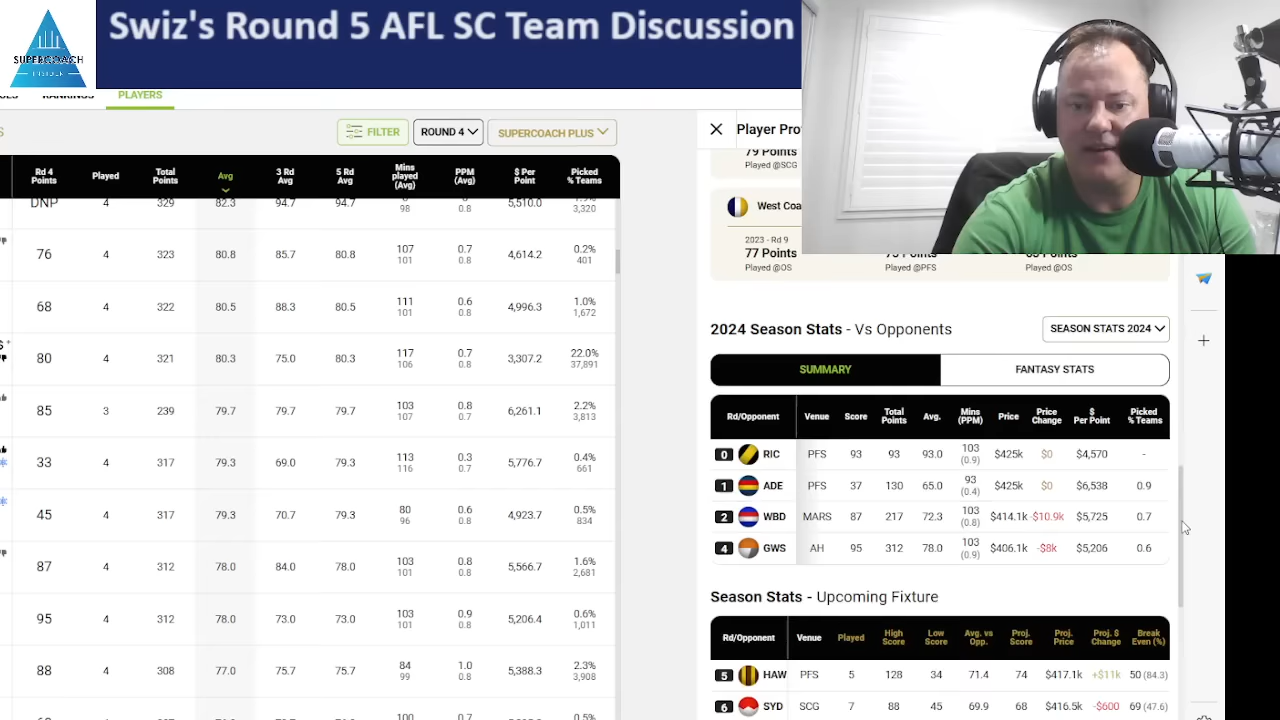 Swiz's Round 5 AFL SC Team Discussion
SUPERCOACH
INSIDER
RANKINGS PLAYERS
FILTER ROUND 4 SUPERCOACH PLUS
Rd 4 Points Played Total Points Avg 3 Rd Avg 5 Rd Avg Mins played (Avg) PPM (Avg) $ Per Point Picked % Teams
DNP 4 329 82.3 94.7 94.7 98 0.8 5,510.0 3,320
76 4 323 80.8 85.7 80.8 107 101 0.7 0.8 4,614.2 0.2% 401
68 4 322 80.5 88.3 80.5 111 101 0.6 0.8 4,996.3 1.0% 1,672
80 4 321 80.3 75.0 80.3 117 106 0.7 0.8 3,307.2 22.0% 37,891
85 3 239 79.7 79.7 79.7 103 107 0.8 0.7 6,261.1 2.2% 3,813
33 4 317 79.3 69.0 79.3 113 116 0.3 0.7 5,776.7 0.4% 661
45 4 317 79.3 70.7 79.3 80 96 0.6 0.8 4,923.7 0.5% 834
87 4 312 78.0 84.0 78.0 103 101 0.8 0.8 5,566.7 1.6% 2,681
95 4 312 78.0 73.0 73.0 103 101 0.9 0.8 5,206.4 0.6% 1,011
88 4 308 77.0 75.7 75.7 84 99 1.0 0.8 5,388.3 2.3% 3,908
Player Pro
79 Points
Played @SCG
West Coa
2023 - Rd 9
77 Points
Played @OS Played @PFS Played @OS
2024 Season Stats - Vs Opponents SEASON STATS 2024
SUMMARY FANTASY STATS
Rd/Opponent Venue Score Total Points Avg. Mins (PPM) Price Price Change $ Per Point Picked % Teams
0 RIC PFS 93 93 93.0 103 (0.9) $425k $0 $4,570 -
1 ADE PFS 37 130 65.0 93 (0.4) $425k $0 $6,538 0.9
2 WBD MARS 87 217 72.3 103 (0.8) $414.1k -$10.9k $5,725 0.7
4 GWS AH 95 312 78.0 103 (0.9) $406.1k -$8k $5,206 0.6
Season Stats - Upcoming Fixture
Rd/Opponent Venue Played High Score Low Score Avg. vs Opp. Proj. Score Proj. Price Proj. $ Change Break Even (%)
5 HAW PFS 5 128 34 71.4 74 $417.1k +$11k 50 (84.3)
6 SYD SCG 7 88 45 69.9 68 $416.5k -$600 69 (47.6)